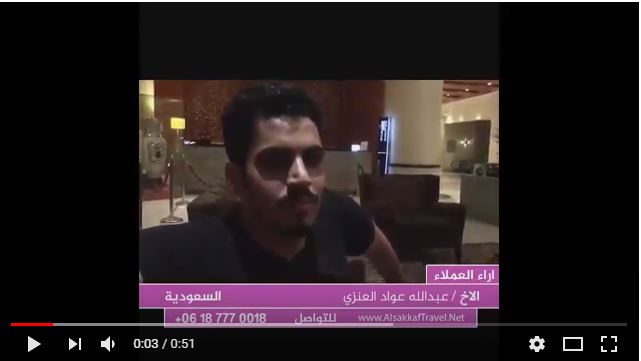 اراء العملاء
الاخ / عبدالله عواد العنزي السعودية
www.AlsakkafTravel.Net للتواصل +06 18 777 0018
0:03 / 0:51